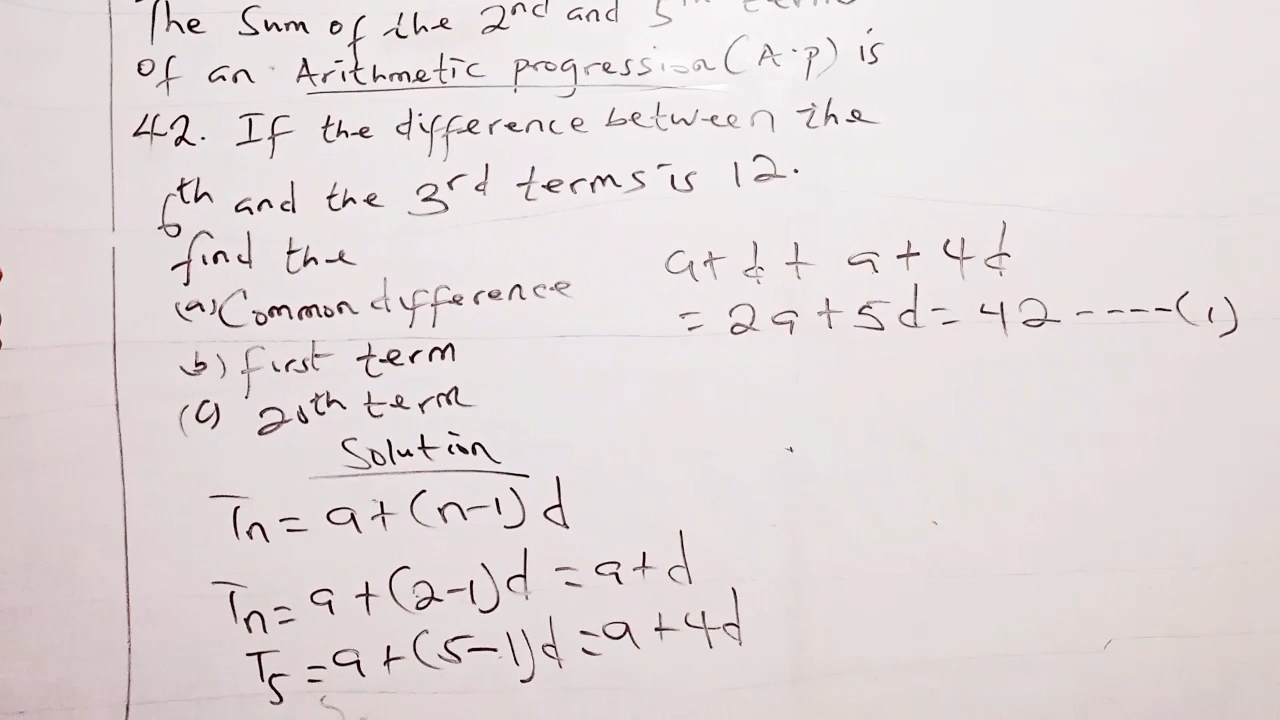 The Sum of the 2nd and 5th terms
of an Arithmetic progression (A.p) is
42. If the difference between the
6th and the 3rd terms is 12.
find the
(a) Common difference
b) first term
(c) 20th term
Solution
Tn = a + (n-1) d
Tn = a + (2-1)d = a + d
T5 = a + (5-1)d = a + 4d
a + d + a + 4d
= 2a + 5d = 42 ----(1)